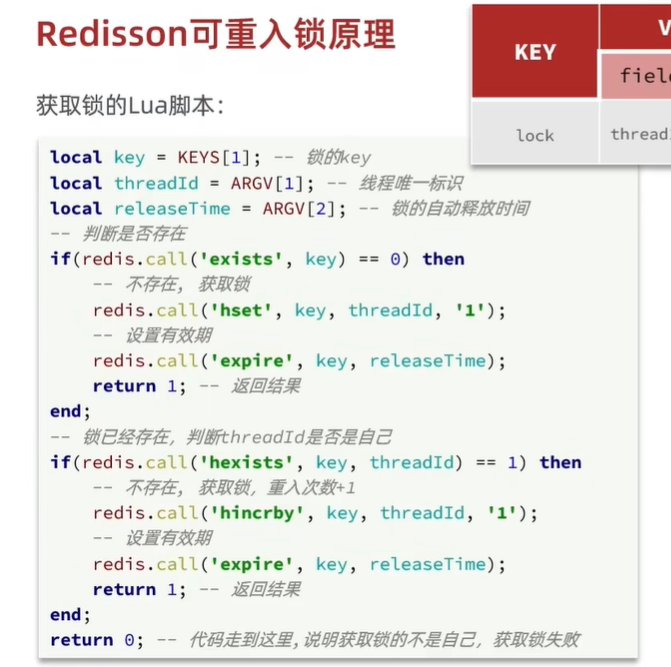 Redisson可重入锁原理
KEY
获取锁的Lua脚本：
lock
local key = KEYS[1]; -- 锁的key
local threadId = ARGV[1]; -- 线程唯一标识
local releaseTime = ARGV[2]; -- 锁的自动释放时间
-- 判断是否存在
if(redis.call('exists', key) == 0) then
-- 不存在, 获取锁
redis.call('hset', key, threadId, '1');
-- 设置有效期
redis.call('expire', key, releaseTime);
return 1; -- 返回结果
end;
-- 锁已经存在，判断threadId是否是自己
if(redis.call('hexists', key, threadId) == 1) then
-- 不存在, 获取锁，重入次数+1
redis.call('hincrby', key, threadId, '1');
-- 设置有效期
redis.call('expire', key, releaseTime);
return 1; -- 返回结果
end;
return 0; -- 代码走到这里,说明获取锁的不是自己，获取锁失败